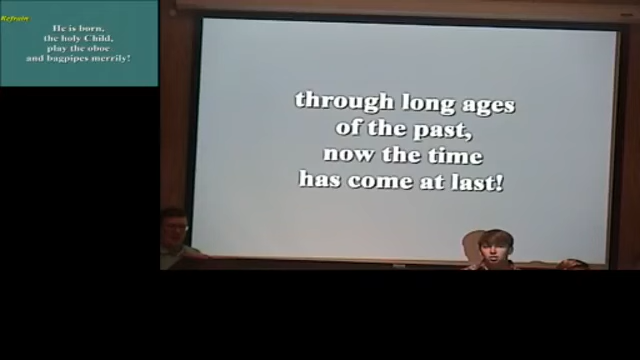 Refrain
He is born,
the holy Child,
play the oboe
and bagpipes merrily!
through long ages
of the past,
now the time
has come at last!